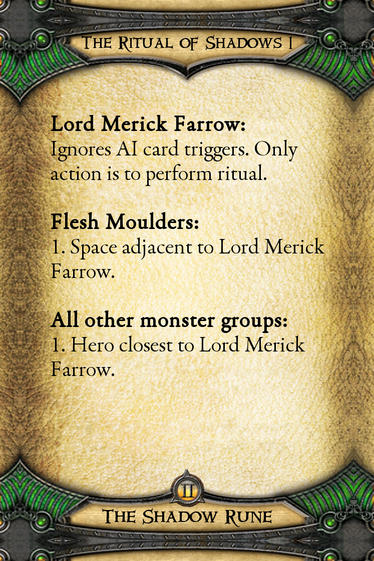 The Ritual of Shadows I
Lord Merick Farrow:
Ignores AI card triggers. Only
action is to perform ritual.
Flesh Moulders:
1. Space adjacent to Lord Merick
Farrow.
All other monster groups:
1. Hero closest to Lord Merick
Farrow.
II
The Shadow Rune